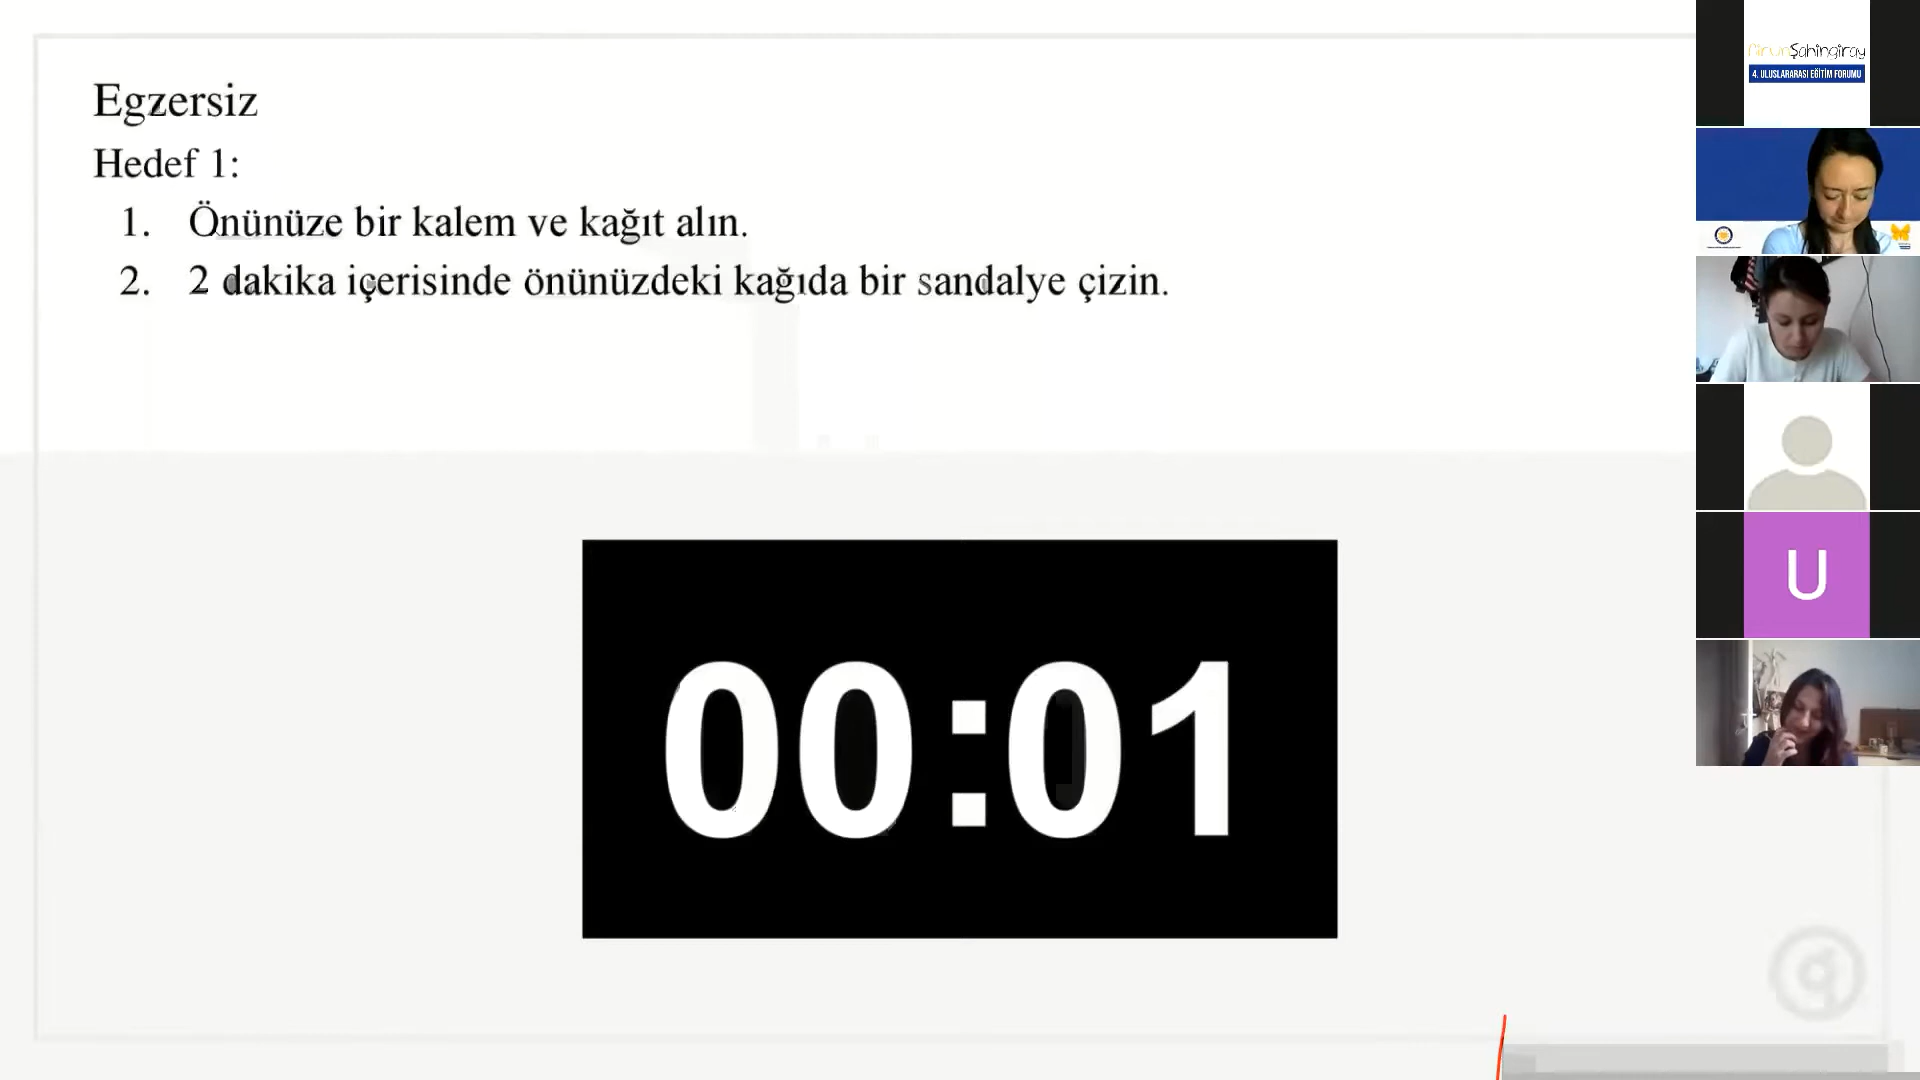 Egzersiz
Hedef 1:
1. Önünüze bir kalem ve kağıt alın.
2. 2 dakika içerisinde önünüzdeki kağıda bir sandalye çizin.
00:01
NirunŞahingiray
4. ULUSLARARASI EĞİTİM FORUMU
U